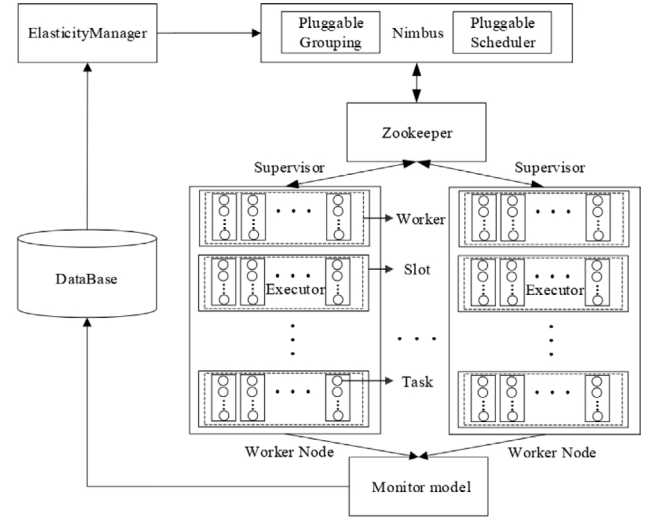 ElasticityManager
Pluggable
Grouping
Nimbus
Pluggable
Scheduler
Zookeeper
Supervisor
Supervisor
Worker
Slot
Executor
Executor
DataBase
Task
Worker Node
Worker Node
Monitor model